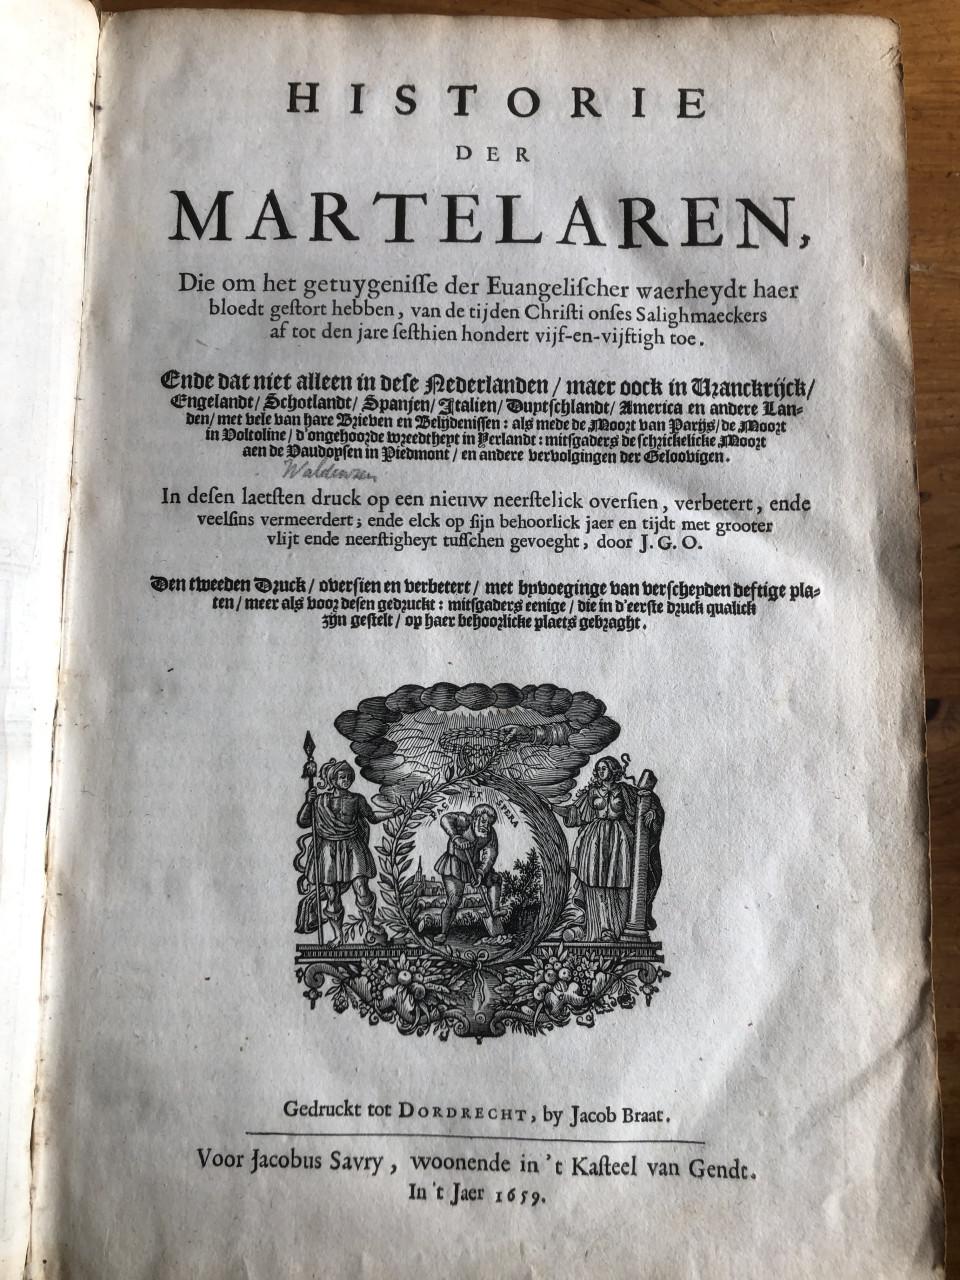 HISTORIE
DER
MARTELAREN,
Die om het getuygeniſſe der Euangeliſcher waerheydt haer
bloedt geſtort hebben, van de tijden Chriſti onſes Salighmaeckers
af tot den jare ſeſthien hondert vijf-en-vijftigh toe.
Ende dat niet alleen in deſe Nederlanden / maer oock in Vranckrijck /
Engelandt / Schotlandt / Spanjen / Italien / Duytſchlandt / America en andere Lan-
den / met vele van hare Brieven en Belijdeniſſen : als mede de Moort van Parijs / de Moort
in Voltoline / d'ongehoorde wreedtheyt in Yerlandt : mitſgaders de ſchrickelicke Moort
aen de Vaudoyſen in Piedmont / en andere vervolgingen der Geloovigen.
Waldenzen
In deſen laetſten druck op een nieuw neerſtelick overſien, verbetert, ende
veelſins vermeerdert; ende elck op ſijn behoorlick jaer en tijdt met grooter
vlijt ende neerſtigheyt tuſſchen gevoeght, door J. G. O.
Den tweeden Druck / overſien en verbetert / met byvoeginge van verſcheyden deftige pla-
ten / meer als voor deſen gedruckt : mitſgaders eenige / die in d'eerſte druck qualick
zijn geſtelt / op haer behoorlicke plaets gebraght.
FAC ET SPERA
Gedruckt tot DORDRECHT, by Jacob Braat.
Voor Jacobus Savry, woonende in 't Kaſteel van Gendt.
In 't Jaer 1659.